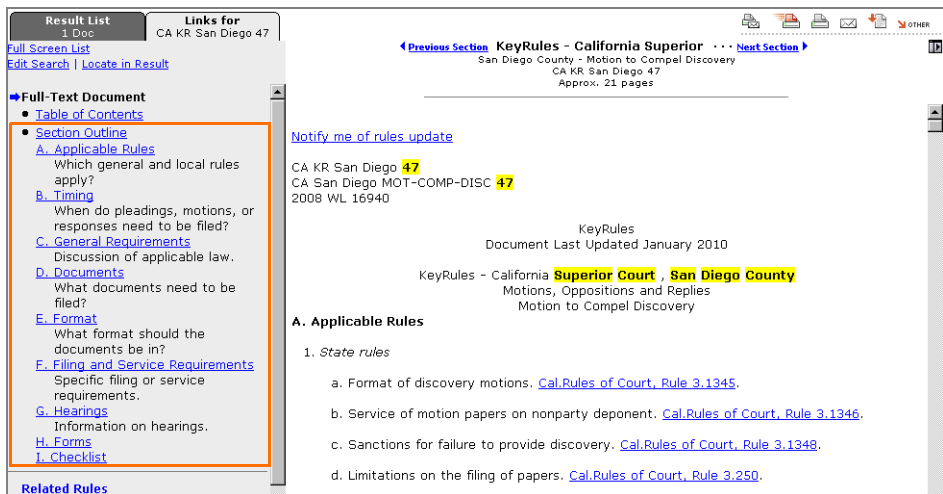 Result List
1 Doc
Links for
CA KR San Diego 47
OTHER
Full Screen List
Edit Search | Locate in Result
Full-Text Document
Table of Contents
Section Outline
A. Applicable Rules
Which general and local rules
apply?
B. Timing
When do pleadings, motions, or
responses need to be filed?
C. General Requirements
Discussion of applicable law.
D. Documents
What documents need to be
filed?
E. Format
What format should the
documents be in?
F. Filing and Service Requirements
Specific filing or service
requirements.
G. Hearings
Information on hearings.
H. Forms
I. Checklist
Related Rules
Previous Section KeyRules - California Superior ··· Next Section
San Diego County - Motion to Compel Discovery
CA KR San Diego 47
Approx. 21 pages
Notify me of rules update
CA KR San Diego 47
CA San Diego MOT-COMP-DISC 47
2008 WL 16940
KeyRules
Document Last Updated January 2010
KeyRules - California Superior Court , San Diego County
Motions, Oppositions and Replies
Motion to Compel Discovery
A. Applicable Rules
1. State rules
a. Format of discovery motions. Cal.Rules of Court, Rule 3.1345.
b. Service of motion papers on nonparty deponent. Cal.Rules of Court, Rule 3.1346.
c. Sanctions for failure to provide discovery. Cal.Rules of Court, Rule 3.1348.
d. Limitations on the filing of papers. Cal.Rules of Court, Rule 3.250.